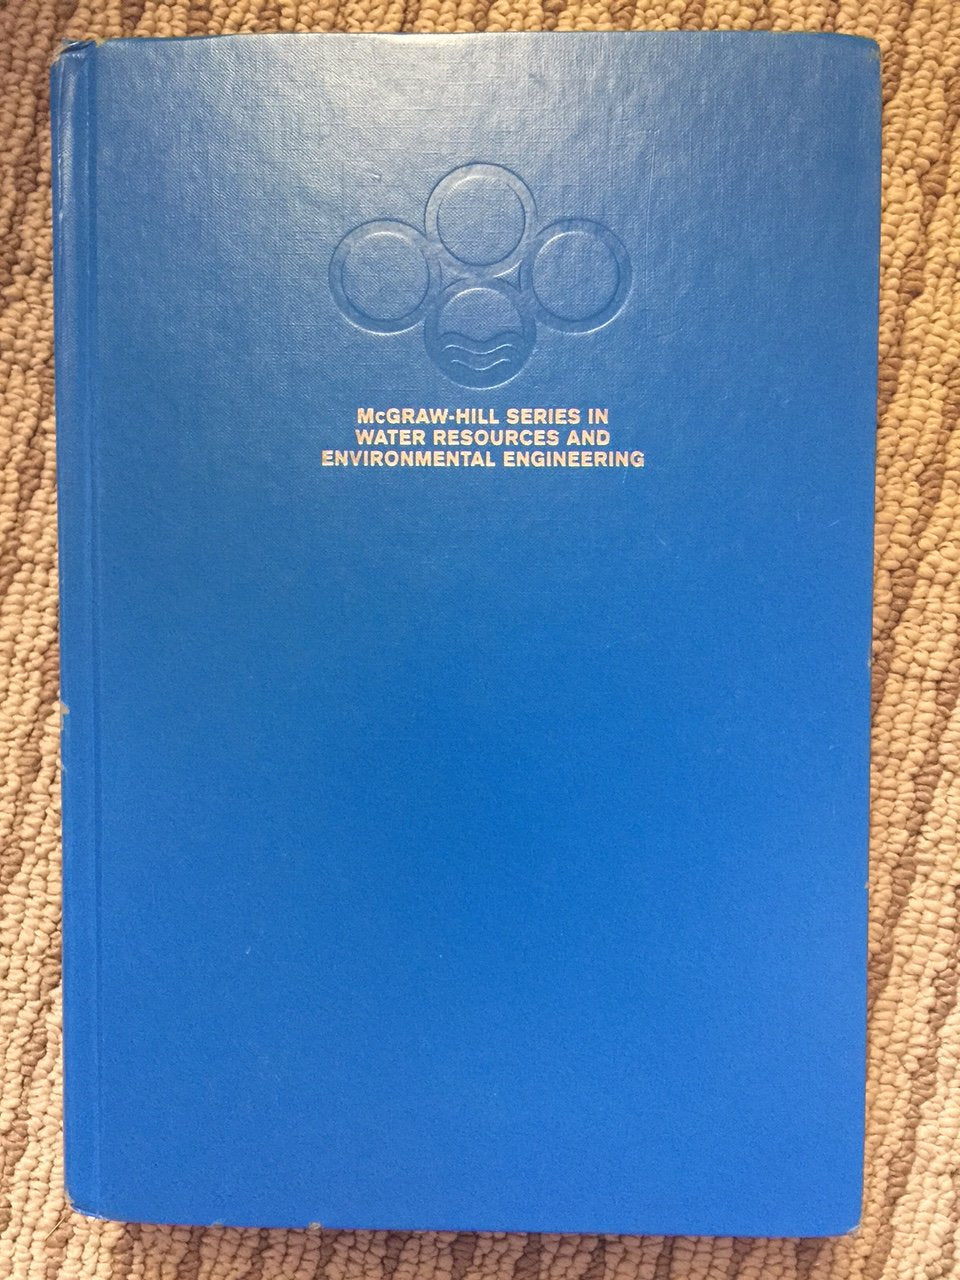 McGRAW-HILL SERIES IN
WATER RESOURCES AND
ENVIRONMENTAL ENGINEERING